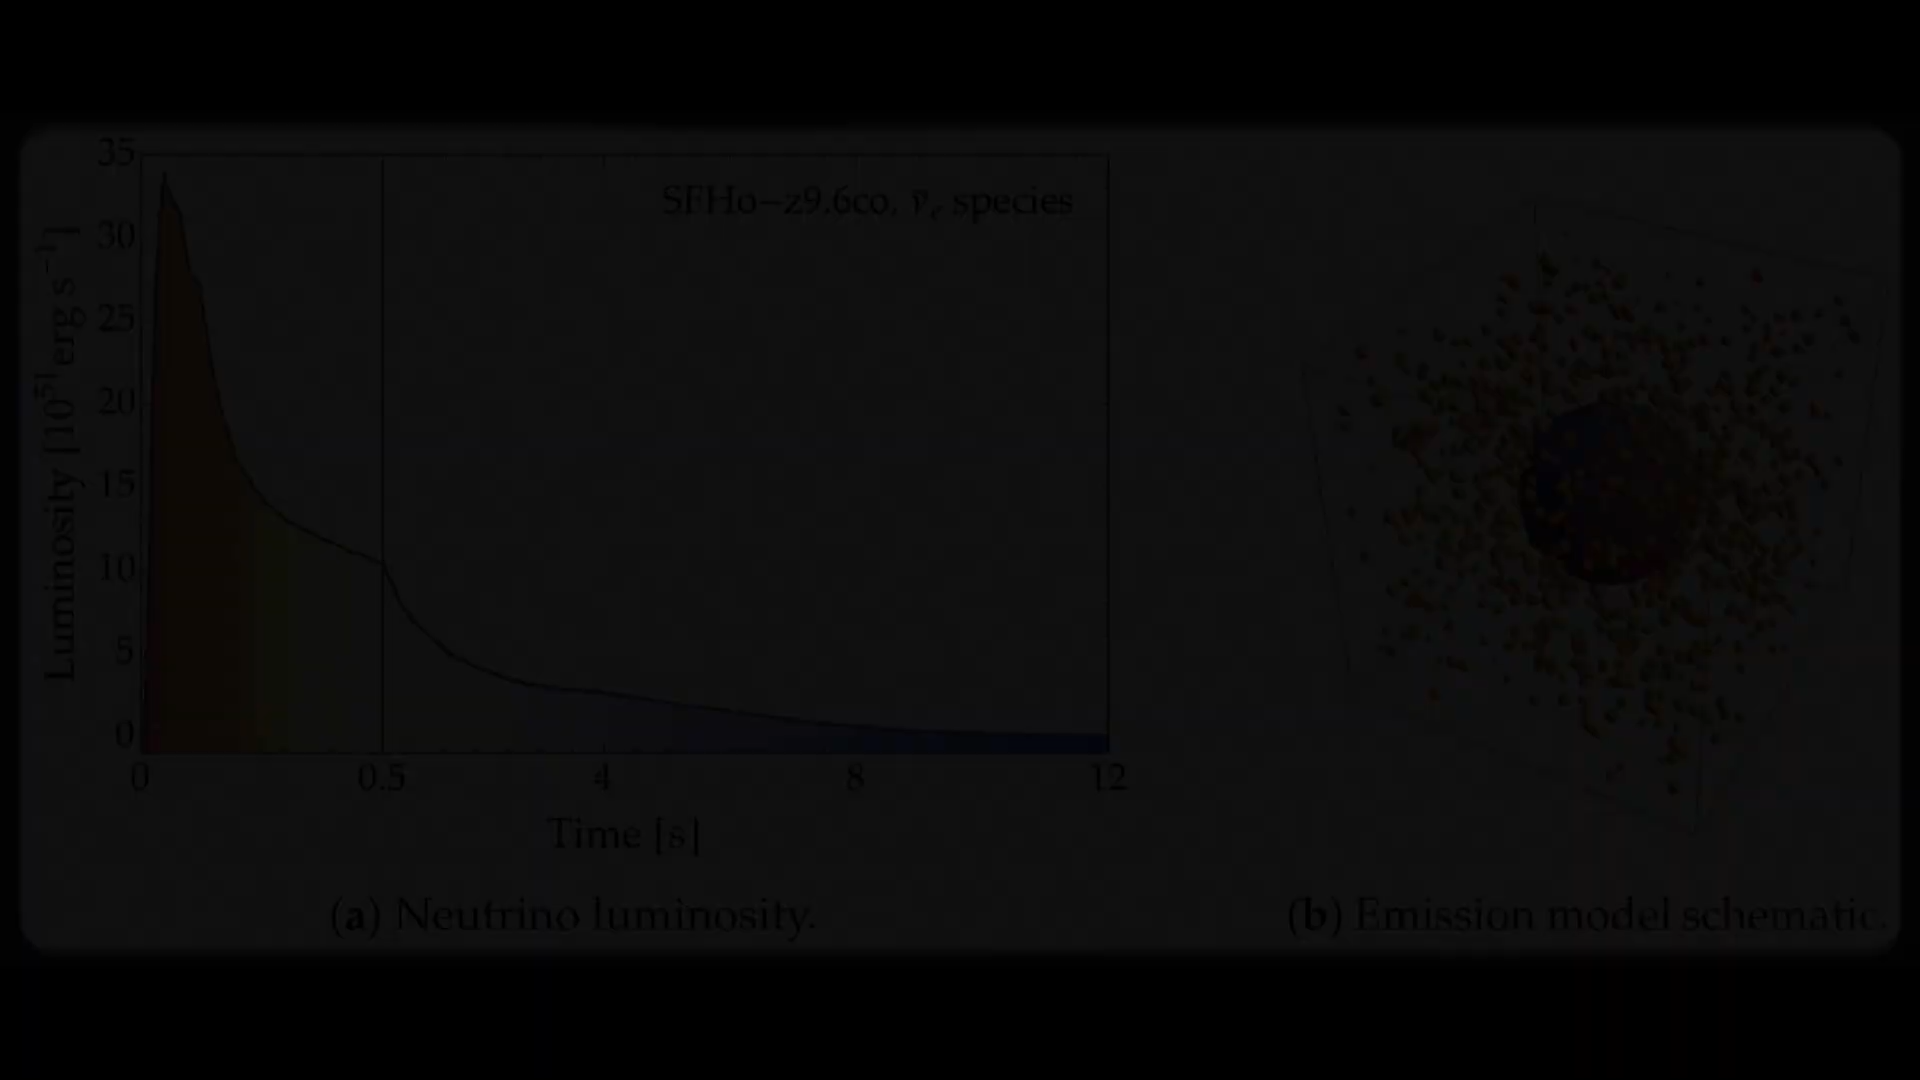 35
30
25
20
15
10
5
0
Luminosity [10⁵¹ erg s⁻¹]
SFHo–z9.6co, ν̄ₑ species
0 0.5 4 8 12
Time [s]
(a) Neutrino luminosity.
(b) Emission model schematic.